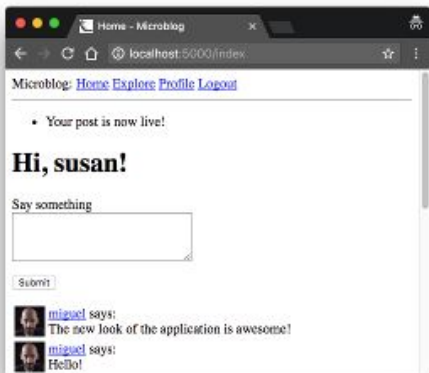 Home - Microblog
localhost:5000/index
Microblog: Home Explore Profile Logout
Your post is now live!
Hi, susan!
Say something
Submit
miguel says:
The new look of the application is awesome!
miguel says:
Hello!